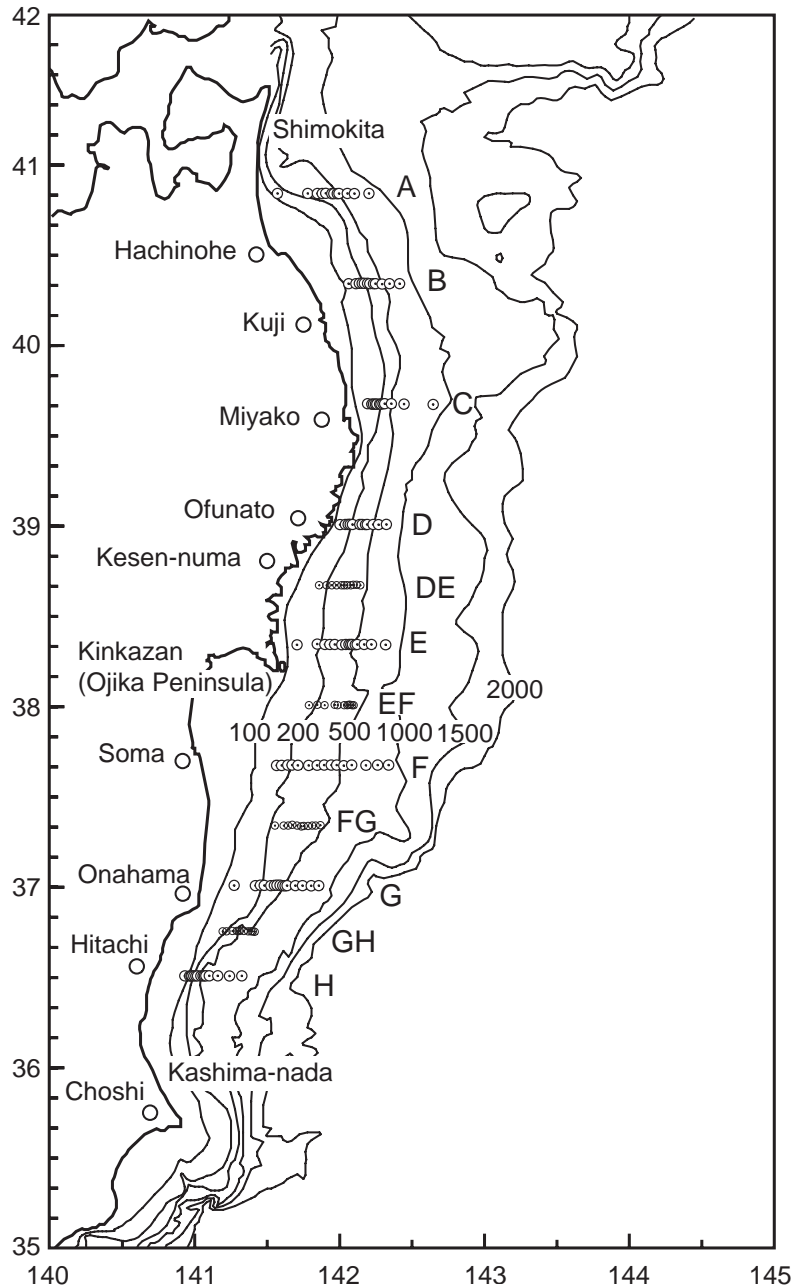 42
Shimokita
41
A
Hachinohe
B
Kuji
40
C
Miyako
Ofunato
39
D
Kesen-numa
DE
E
Kinkazan
(Ojika Peninsula)
2000
38
EF
100 200 500 1000 1500
Soma
F
FG
Onahama
37
G
Hitachi
GH
H
36
Kashima-nada
Choshi
35
140 141 142 143 144 145